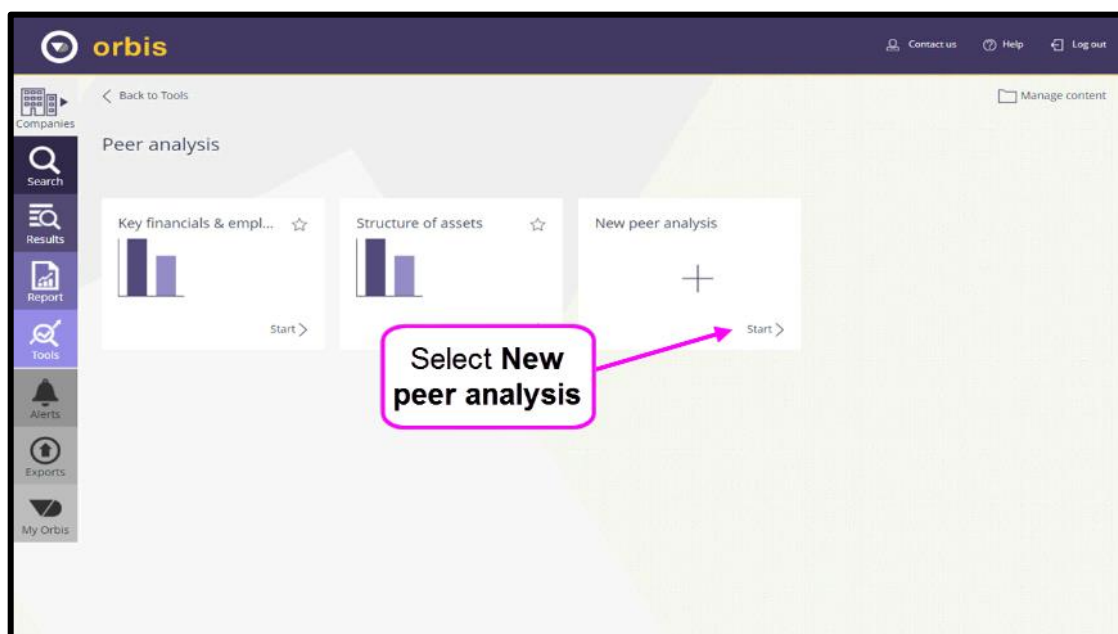 orbis
Contact us
Help
Log out
Companies
Back to Tools
Manage content
Peer analysis
Search
Results
Report
Tools
Alerts
Exports
My Orbis
Key financials & empl...
Start
Structure of assets
New peer analysis
Start
Select New
peer analysis